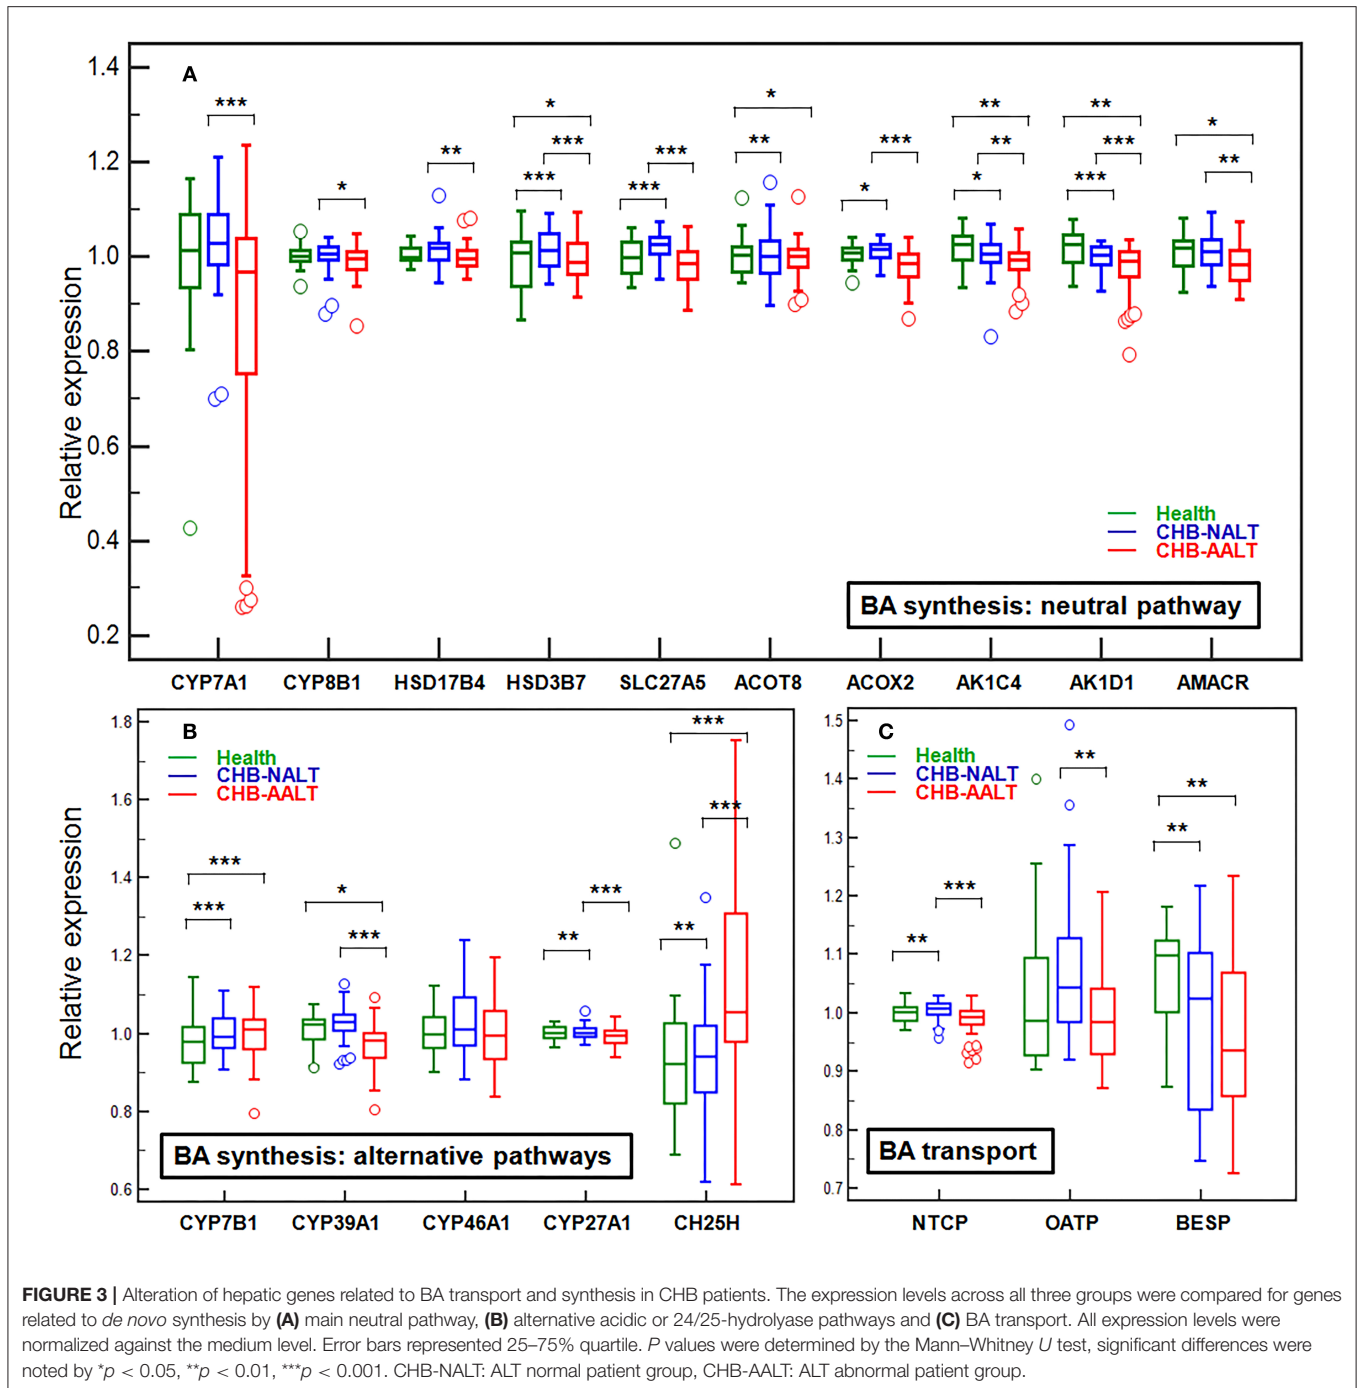 A
1.4
1.2
1.0
0.8
0.6
0.4
0.2
Relative expression
***
*
**
*
***
***
***
***
*
**
***
*
**
**
*
**
***
***
*
**
Health
CHB-NALT
CHB-AALT
BA synthesis: neutral pathway
CYP7A1 CYP8B1 HSD17B4 HSD3B7 SLC27A5 ACOT8 ACOX2 AK1C4 AK1D1 AMACR
B
1.8
1.6
1.4
1.2
1.0
0.8
0.6
Relative expression
Health
CHB-NALT
CHB-AALT
***
***
*
***
***
**
***
***
**
BA synthesis: alternative pathways
CYP7B1 CYP39A1 CYP46A1 CYP27A1 CH25H
C
1.5
1.4
1.3
1.2
1.1
1.0
0.9
0.8
0.7
Health
CHB-NALT
CHB-AALT
**
***
**
**
**
BA transport
NTCP OATP BESP
FIGURE 3 | Alteration of hepatic genes related to BA transport and synthesis in CHB patients. The expression levels across all three groups were compared for genes
related to de novo synthesis by (A) main neutral pathway, (B) alternative acidic or 24/25-hydrolyase pathways and (C) BA transport. All expression levels were
normalized against the medium level. Error bars represented 25–75% quartile. P values were determined by the Mann–Whitney U test, significant differences were
noted by *p < 0.05, **p < 0.01, ***p < 0.001. CHB-NALT: ALT normal patient group, CHB-AALT: ALT abnormal patient group.